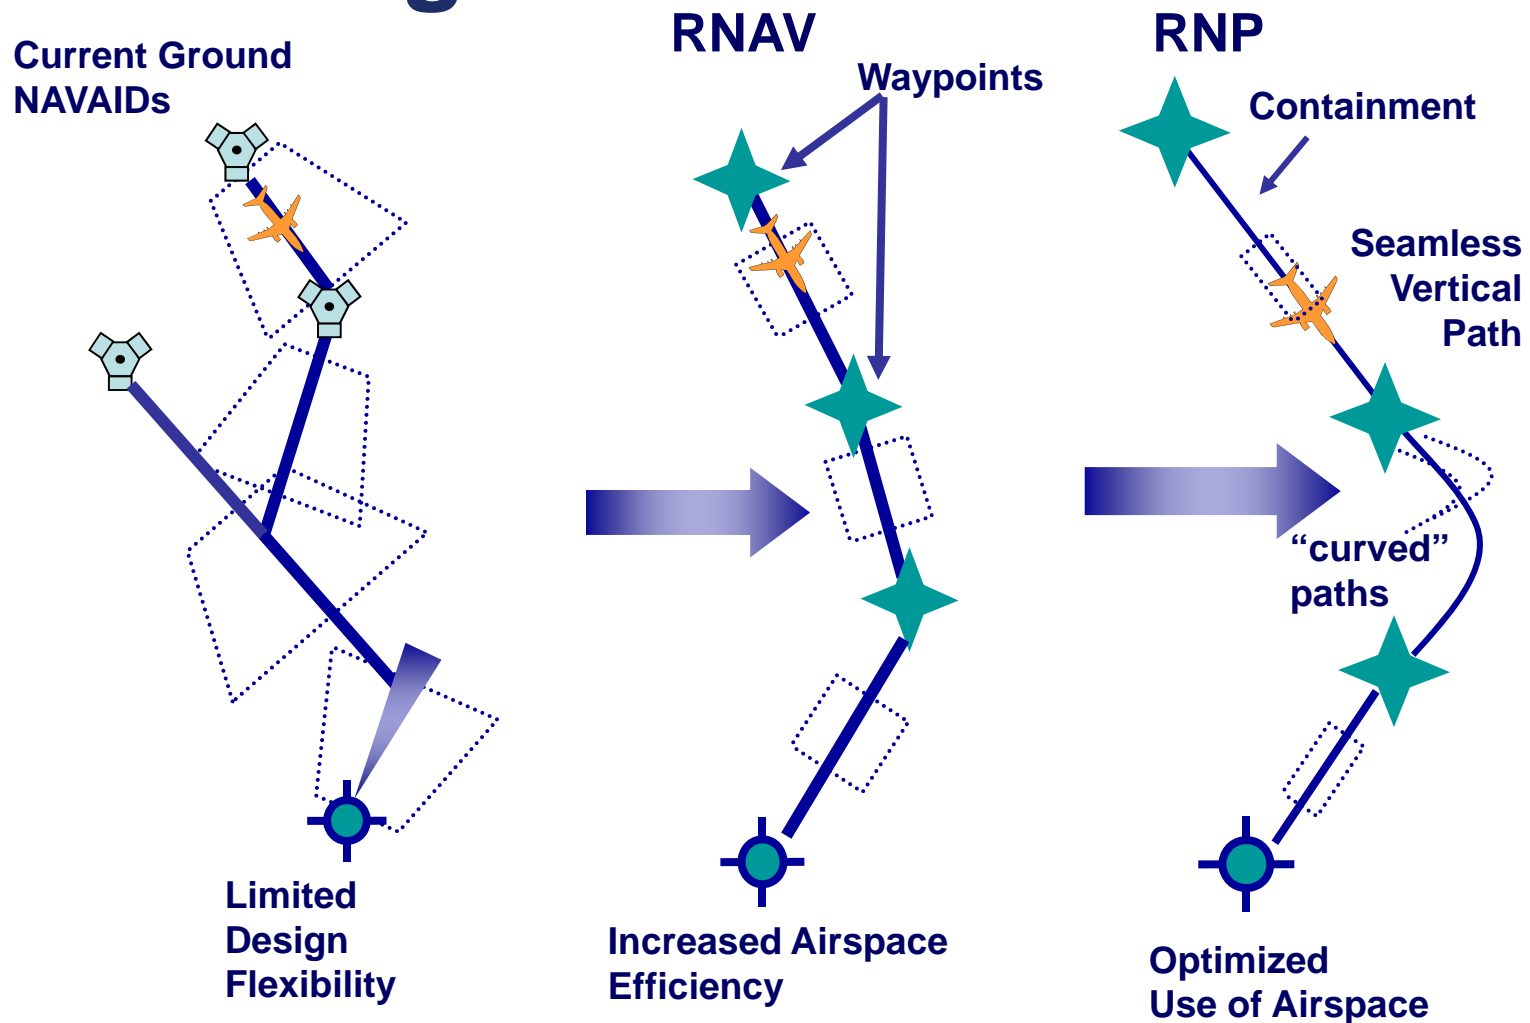 Current Ground
NAVAIDs
Limited
Design
Flexibility
RNAV
Waypoints
Increased Airspace
Efficiency
RNP
Containment
Seamless
Vertical
Path
“curved”
paths
Optimized
Use of Airspace